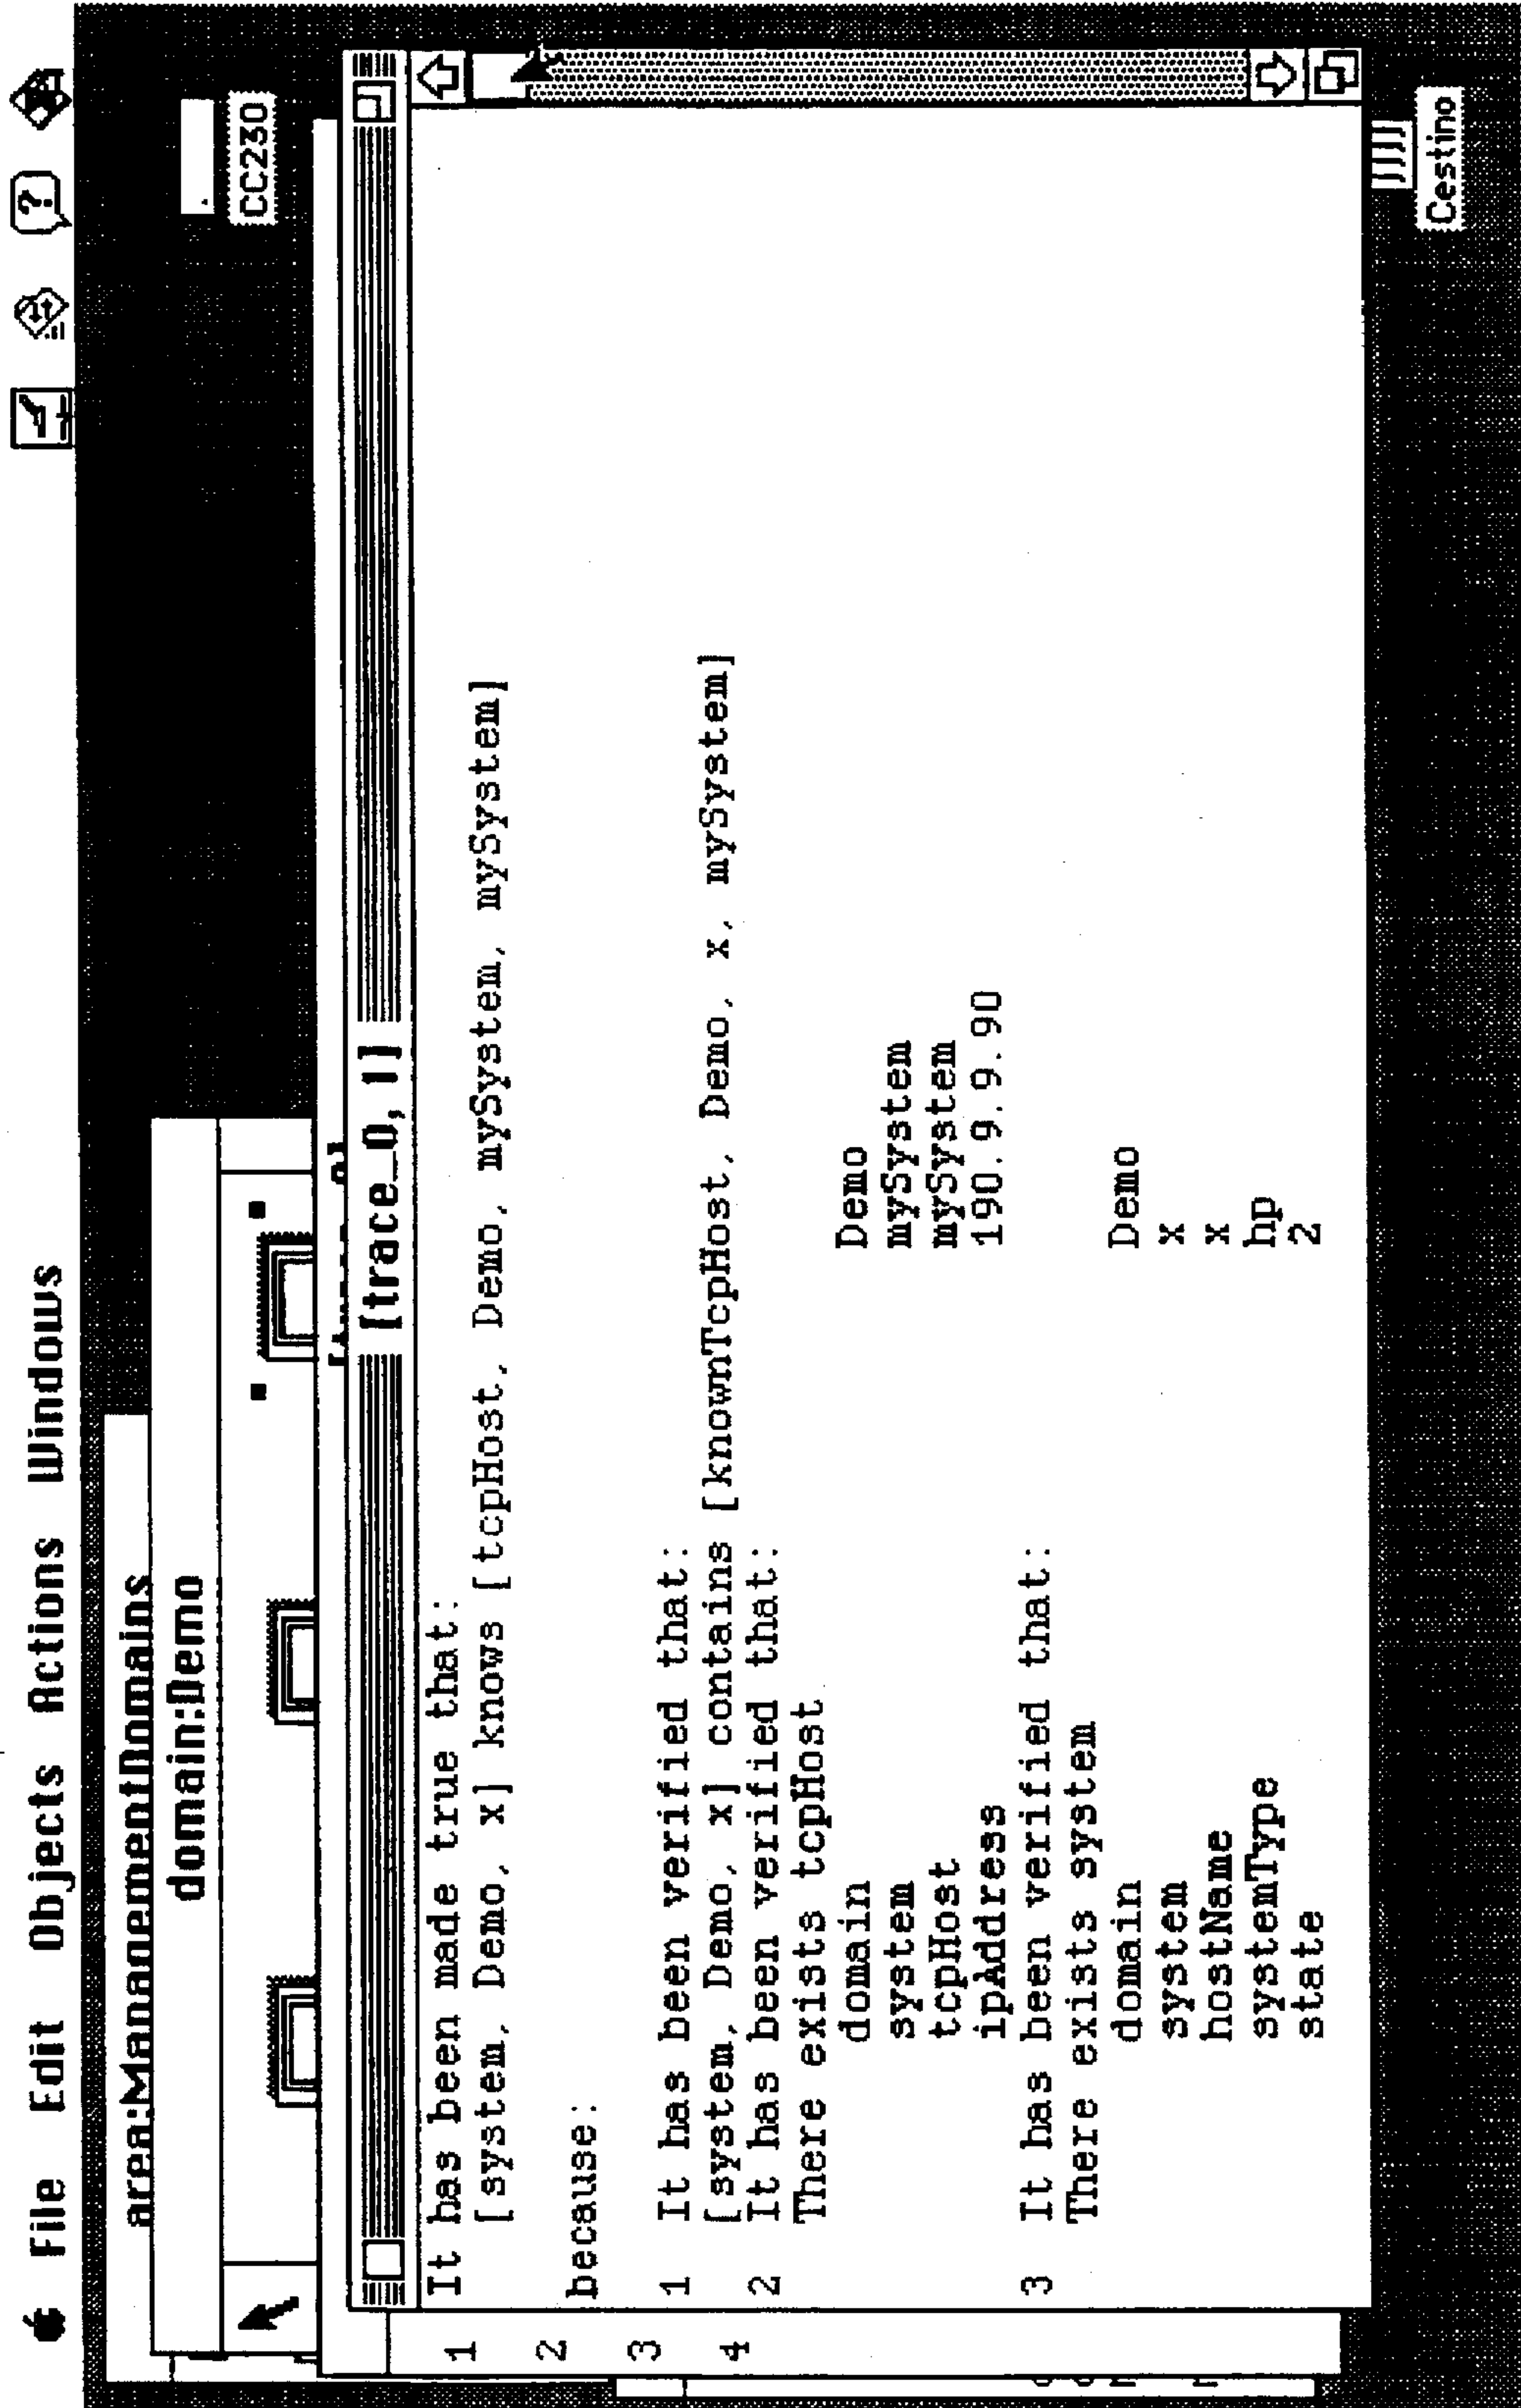 File Edit Objects Actions Windows
CC230
area:ManagementDomains
domain:Demo
[trace_0, 1]
It has been made true that:
[system, Demo, x] knows [tcpHost, Demo, mySystem, mySystem]
because:
1 It has been verified that:
[system, Demo, x] contains [knownTcpHost, Demo, x, mySystem]
2 It has been verified that:
There exists tcpHost
domain Demo
system mySystem
tcpHost mySystem
ipAddress 190.9.9.90
3 It has been verified that:
There exists system
domain Demo
system x
hostName x
systemType hp
state 2
1
2
3
4
Cestino